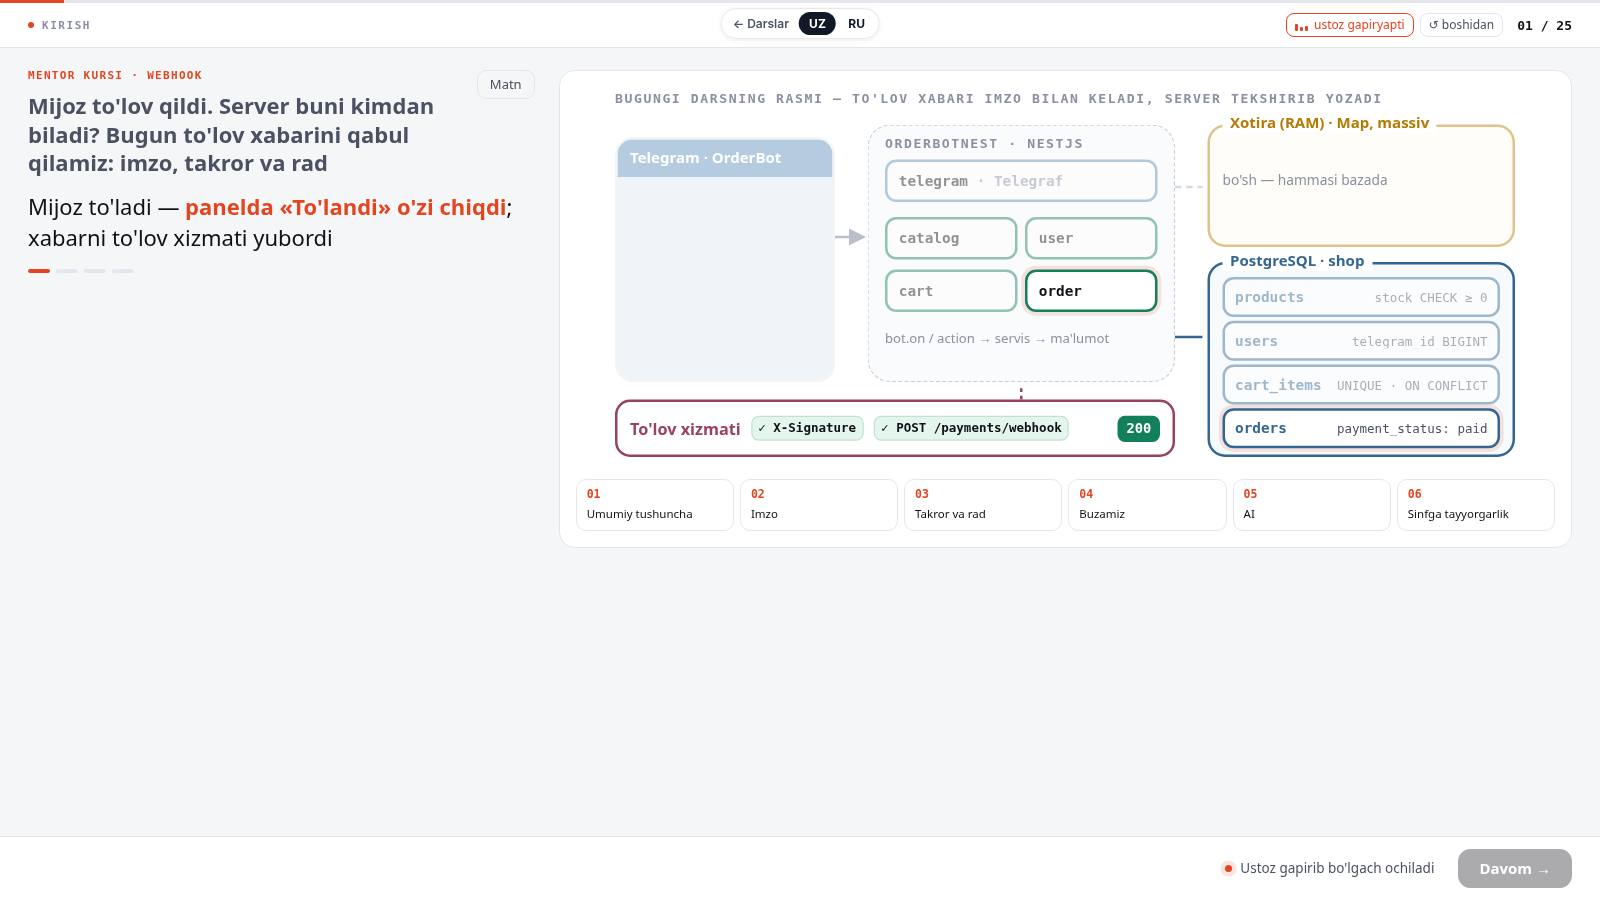 KIRISH
← Darslar UZ RU
ustoz gapiryapti
↺ boshidan
01 / 25
MENTOR KURSI · WEBHOOK
Matn
Mijoz to'lov qildi. Server buni kimdan
biladi? Bugun to'lov xabarini qabul
qilamiz: imzo, takror va rad
Mijoz to'ladi — panelda «To'landi» o'zi chiqdi;
xabarni to'lov xizmati yubordi
BUGUNGI DARSNING RASMI — TO'LOV XABARI IMZO BILAN KELADI, SERVER TEKSHIRIB YOZADI
Telegram · OrderBot
ORDERBOTNEST · NESTJS
telegram · Telegraf
catalog
user
cart
order
bot.on / action → servis → ma'lumot
Xotira (RAM) · Map, massiv
bo'sh — hammasi bazada
PostgreSQL · shop
products stock CHECK ≥ 0
users telegram_id BIGINT
cart_items UNIQUE · ON CONFLICT
orders payment_status: paid
To'lov xizmati ✓ X-Signature ✓ POST /payments/webhook 200
01
Umumiy tushuncha
02
Imzo
03
Takror va rad
04
Buzamiz
05
AI
06
Sinfga tayyorgarlik
Ustoz gapirib bo'lgach ochiladi
Davom →